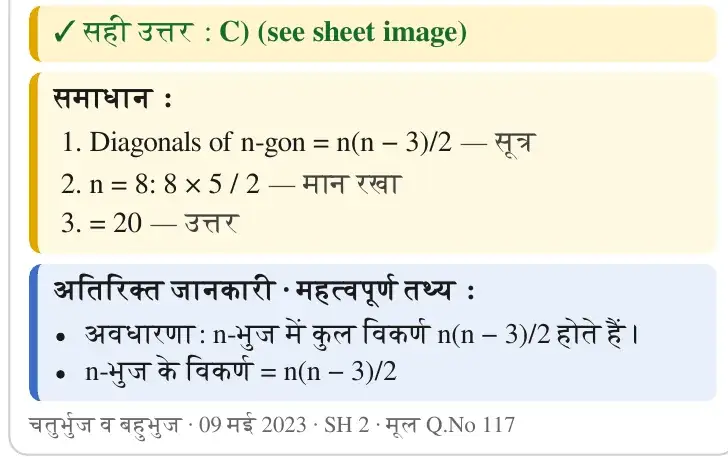 ✓ सही उत्तर : C) (see sheet image)
समाधान :
1. Diagonals of n-gon = n(n − 3)/2 — सूत्र
2. n = 8: 8 × 5 / 2 — मान रखा
3. = 20 — उत्तर
अतिरिक्त जानकारी · महत्वपूर्ण तथ्य :
• अवधारणा : n-भुज में कुल विकर्ण n(n − 3)/2 होते हैं।
• n-भुज के विकर्ण = n(n − 3)/2
चतुर्भुज व बहुभुज · 09 मई 2023 · SH 2 · मूल Q.No 117